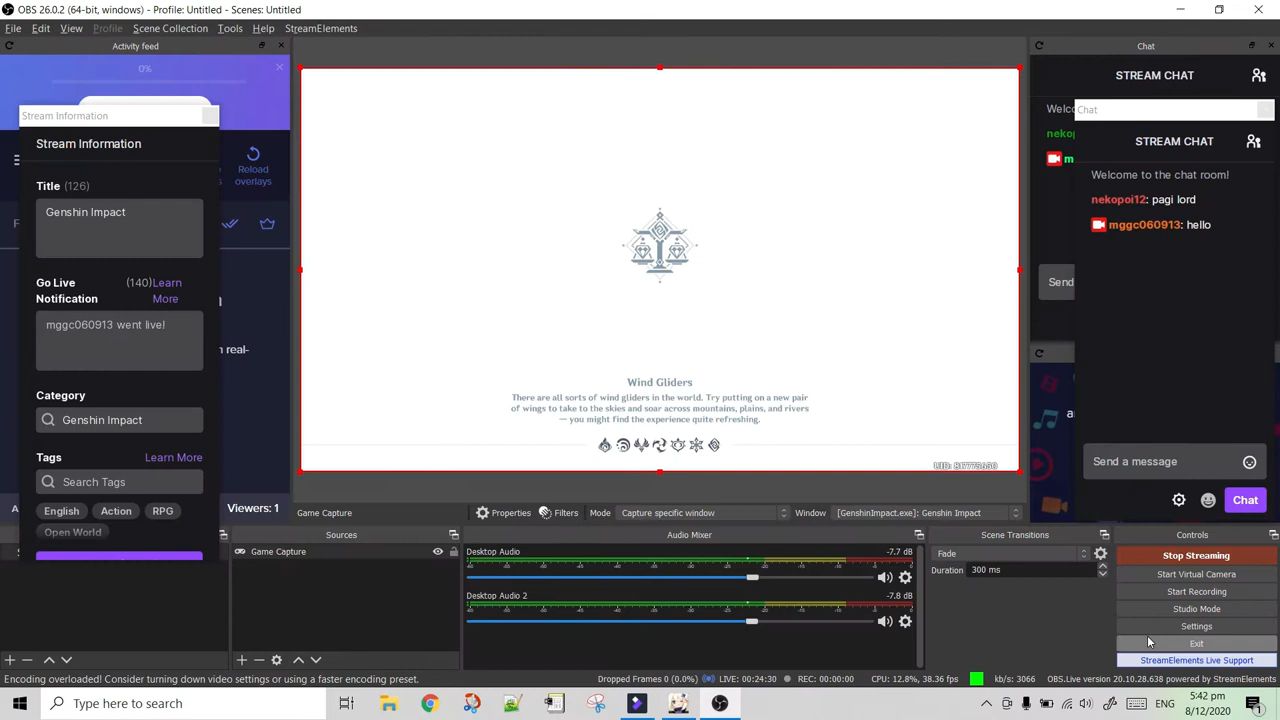 OBS 26.0.2 (64-bit, windows) - Profile: Untitled - Scenes: Untitled
File Edit View Profile Scene Collection Tools Help StreamElements
Activity feed
0%
Stream Information
Stream Information
Reload
overlays
Title (126)
Genshin Impact
Go Live (140) Learn
Notification More
mggc060913 went live!
real-
Category
Genshin Impact
Tags Learn More
Search Tags
English Action RPG
Open World
Viewers: 1
Wind Gliders
There are all sorts of wind gliders in the world. Try putting on a new pair
of wings to take to the skies and soar across mountains, plains, and rivers
— you might find the experience quite refreshing.
Chat
STREAM CHAT
Welc
nekop
m
Send
Chat
STREAM CHAT
Welcome to the chat room!
nekopoi12: pagi lord
mggc060913: hello
Send a message
Chat
Game Capture Properties Filters Mode Capture specific window Window [GenshinImpact.exe]: Genshin Impact
Sources
Game Capture
Audio Mixer
Desktop Audio -7.7 dB
Desktop Audio 2 -7.8 dB
Scene Transitions
Fade
Duration 300 ms
Controls
Stop Streaming
Start Virtual Camera
Start Recording
Studio Mode
Settings
Exit
StreamElements Live Support
Encoding overloaded! Consider turning down video settings or using a faster encoding preset. Dropped Frames 0 (0.0%) LIVE: 00:24:30 REC: 00:00:00 CPU: 12.8%, 38.36 fps kb/s: 3066 OBS.Live version 20.10.28.638 powered by StreamElements
Type here to search
ENG
5:42 pm
8/12/2020
1